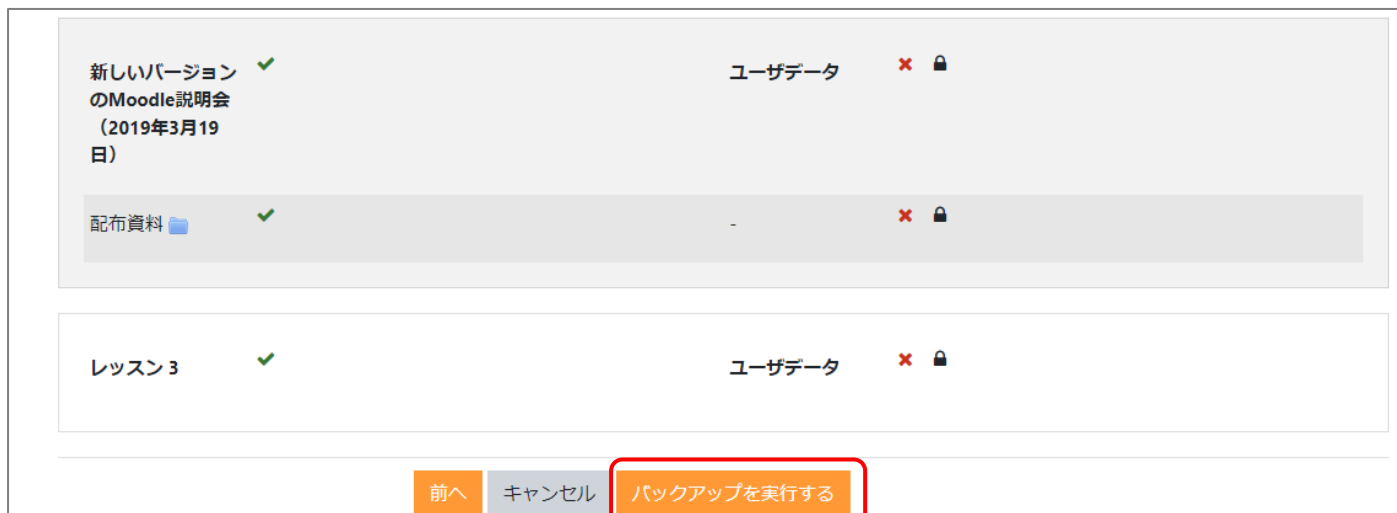 新しいバージョン
のMoodle説明会
（2019年3月19
日）
ユーザデータ
配布資料
-
レッスン 3
ユーザデータ
前へ
キャンセル
バックアップを実行する